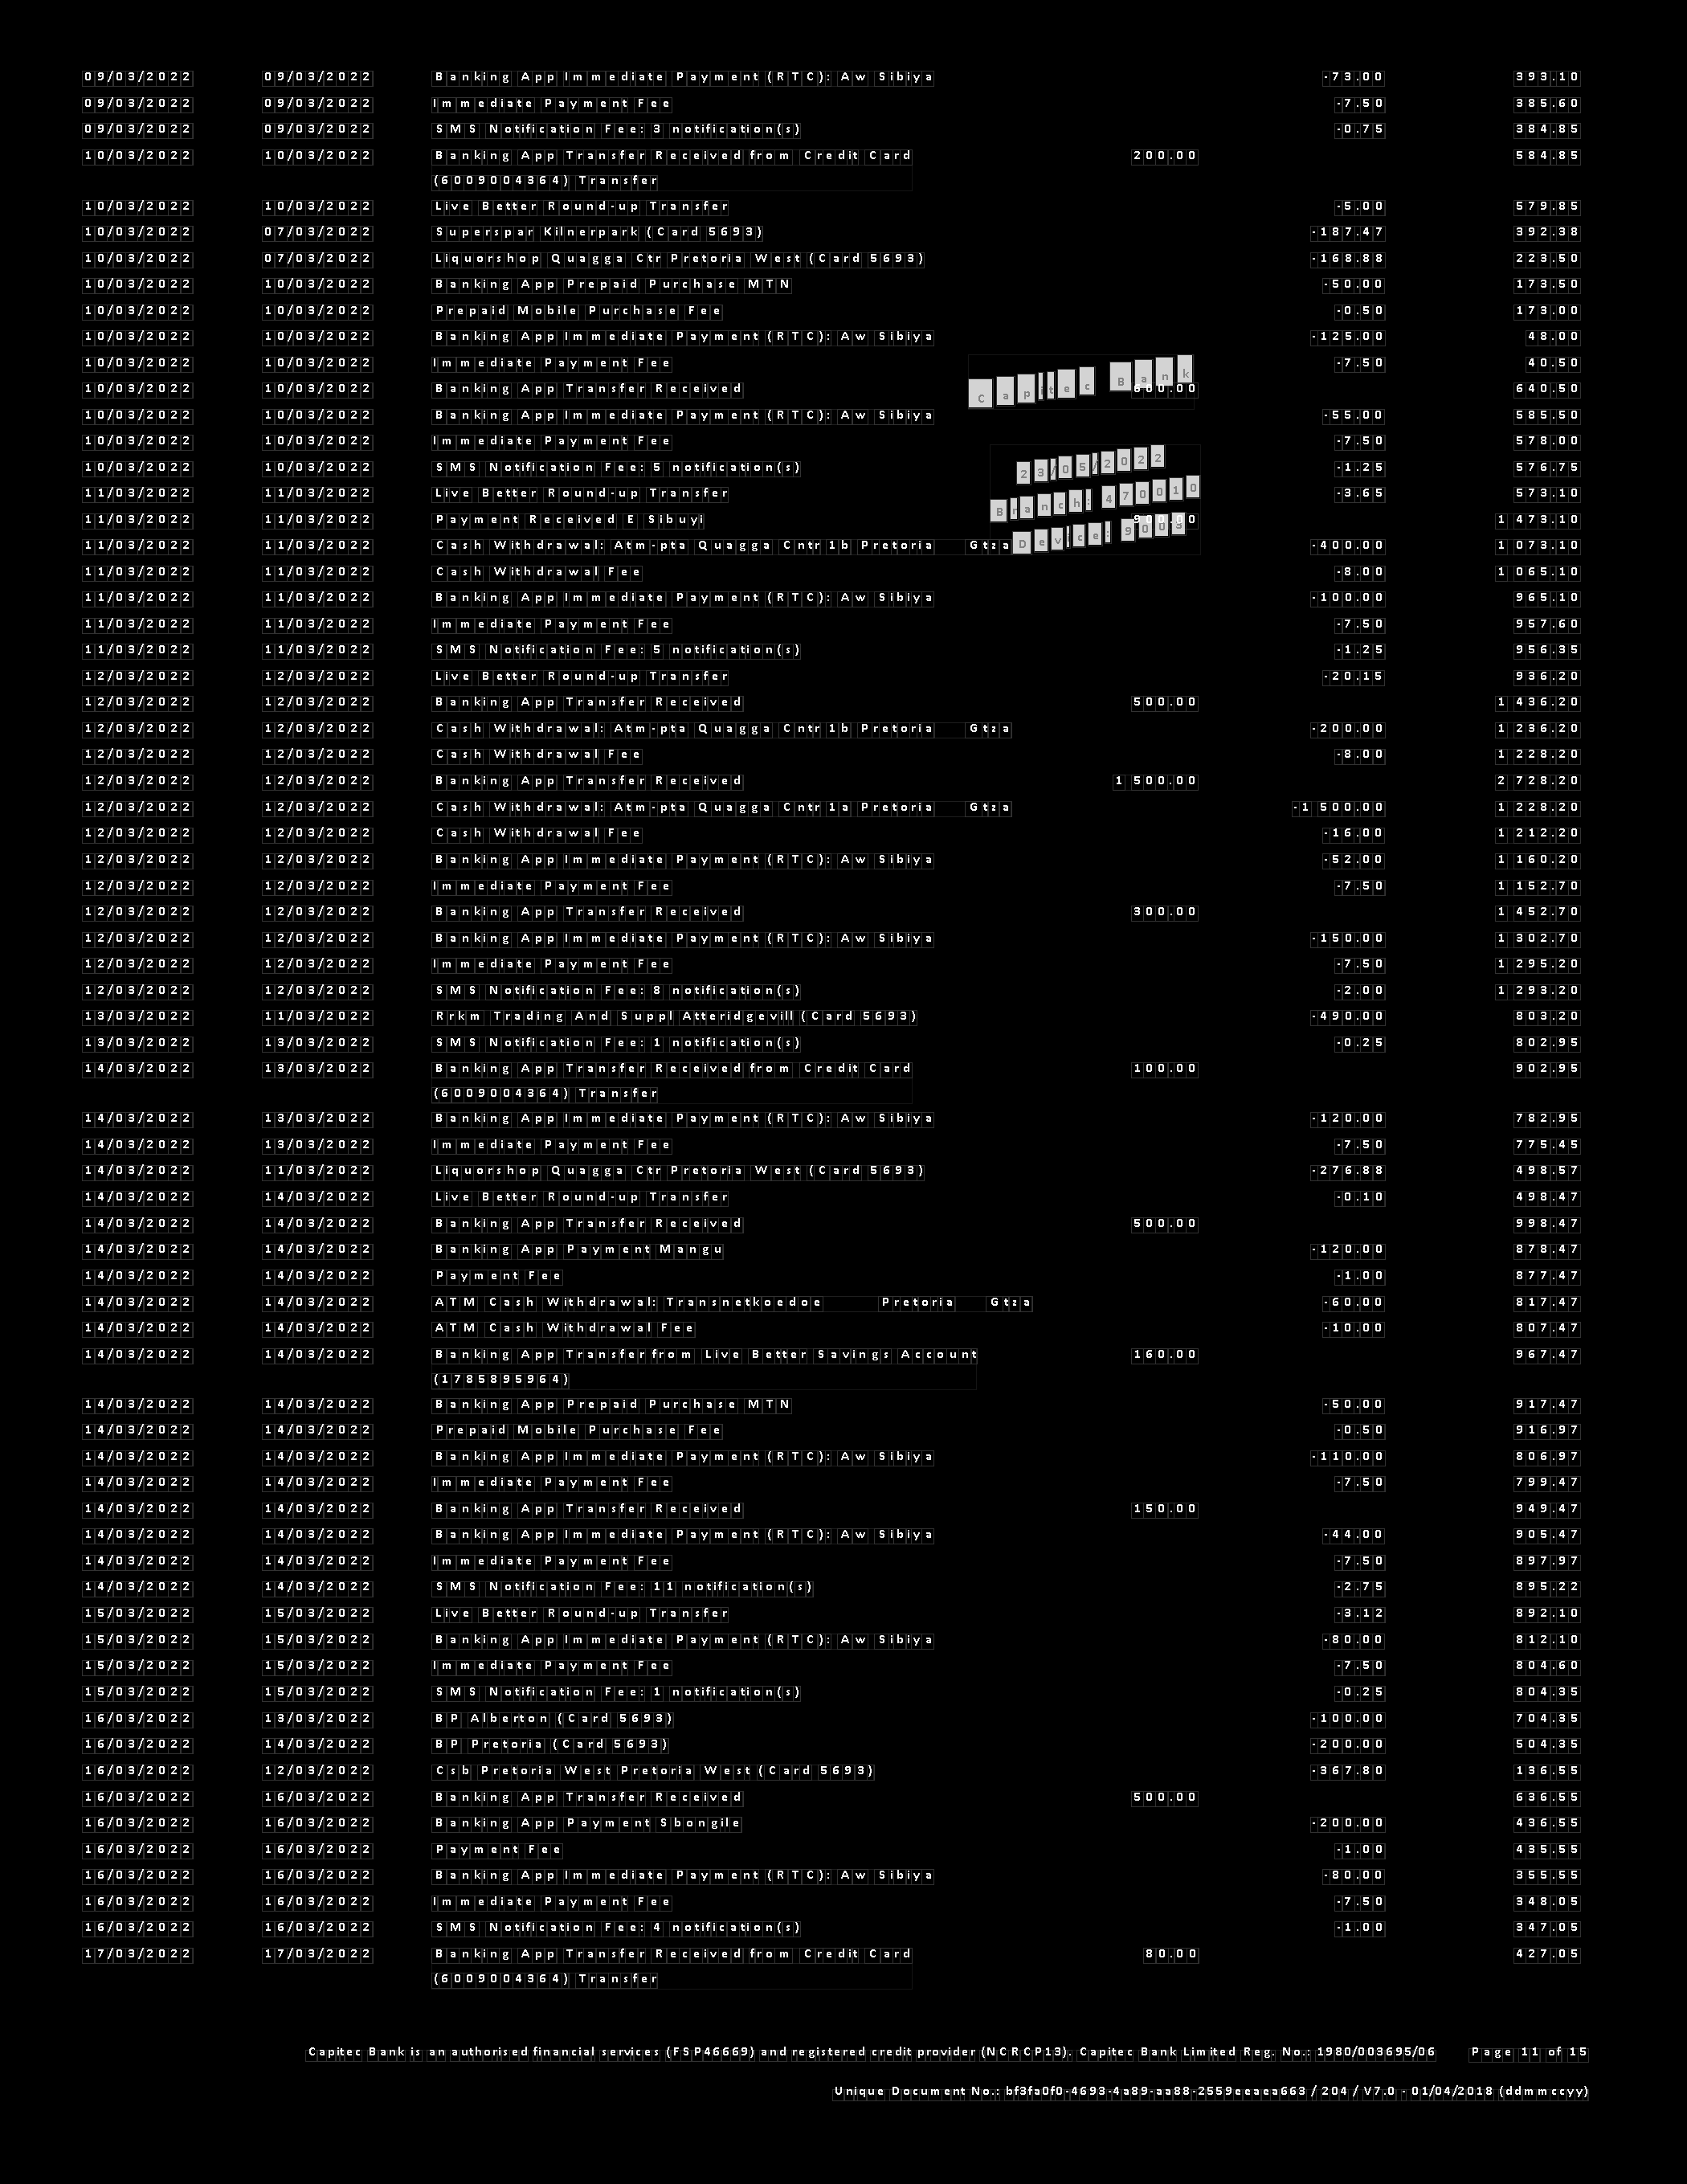 09/03/2022 09/03/2022 Banking App Immediate Payment (RTC): Aw Sibiya -73.00 393.10
09/03/2022 09/03/2022 Immediate Payment Fee -7.50 385.60
09/03/2022 09/03/2022 SMS Notification Fee: 3 notification(s) -0.75 384.85
10/03/2022 10/03/2022 Banking App Transfer Received from Credit Card 200.00 584.85
(6009004364) Transfer
10/03/2022 10/03/2022 Live Better Round-up Transfer -5.00 579.85
10/03/2022 07/03/2022 Superspar Kilnerpark (Card 5693) -187.47 392.38
10/03/2022 07/03/2022 Liquorshop Quagga Ctr Pretoria West (Card 5693) -168.88 223.50
10/03/2022 10/03/2022 Banking App Prepaid Purchase MTN -50.00 173.50
10/03/2022 10/03/2022 Prepaid Mobile Purchase Fee -0.50 173.00
10/03/2022 10/03/2022 Banking App Immediate Payment (RTC): Aw Sibiya -125.00 48.00
10/03/2022 10/03/2022 Immediate Payment Fee -7.50 40.50
Capitec Bank
10/03/2022 10/03/2022 Banking App Transfer Received 600.00 640.50
10/03/2022 10/03/2022 Banking App Immediate Payment (RTC): Aw Sibiya -55.00 585.50
10/03/2022 10/03/2022 Immediate Payment Fee -7.50 578.00
23/05/2022
10/03/2022 10/03/2022 SMS Notification Fee: 5 notification(s) -1.25 576.75
11/03/2022 11/03/2022 Live Better Round-up Transfer -3.65 573.10
Branch: 470010
11/03/2022 11/03/2022 Payment Received E Sibuyi 900.00 1 473.10
Device: 9009
11/03/2022 11/03/2022 Cash Withdrawal: Atm-pta Quagga Cntr 1b Pretoria Gtza -400.00 1 073.10
11/03/2022 11/03/2022 Cash Withdrawal Fee -8.00 1 065.10
11/03/2022 11/03/2022 Banking App Immediate Payment (RTC): Aw Sibiya -100.00 965.10
11/03/2022 11/03/2022 Immediate Payment Fee -7.50 957.60
11/03/2022 11/03/2022 SMS Notification Fee: 5 notification(s) -1.25 956.35
12/03/2022 12/03/2022 Live Better Round-up Transfer -20.15 936.20
12/03/2022 12/03/2022 Banking App Transfer Received 500.00 1 436.20
12/03/2022 12/03/2022 Cash Withdrawal: Atm-pta Quagga Cntr 1b Pretoria Gtza -200.00 1 236.20
12/03/2022 12/03/2022 Cash Withdrawal Fee -8.00 1 228.20
12/03/2022 12/03/2022 Banking App Transfer Received 1 500.00 2 728.20
12/03/2022 12/03/2022 Cash Withdrawal: Atm-pta Quagga Cntr 1a Pretoria Gtza -1 500.00 1 228.20
12/03/2022 12/03/2022 Cash Withdrawal Fee -16.00 1 212.20
12/03/2022 12/03/2022 Banking App Immediate Payment (RTC): Aw Sibiya -52.00 1 160.20
12/03/2022 12/03/2022 Immediate Payment Fee -7.50 1 152.70
12/03/2022 12/03/2022 Banking App Transfer Received 300.00 1 452.70
12/03/2022 12/03/2022 Banking App Immediate Payment (RTC): Aw Sibiya -150.00 1 302.70
12/03/2022 12/03/2022 Immediate Payment Fee -7.50 1 295.20
12/03/2022 12/03/2022 SMS Notification Fee: 8 notification(s) -2.00 1 293.20
13/03/2022 11/03/2022 Rrkm Trading And Suppl Atteridgevill (Card 5693) -490.00 803.20
13/03/2022 13/03/2022 SMS Notification Fee: 1 notification(s) -0.25 802.95
14/03/2022 13/03/2022 Banking App Transfer Received from Credit Card 100.00 902.95
(6009004364) Transfer
14/03/2022 13/03/2022 Banking App Immediate Payment (RTC): Aw Sibiya -120.00 782.95
14/03/2022 13/03/2022 Immediate Payment Fee -7.50 775.45
14/03/2022 11/03/2022 Liquorshop Quagga Ctr Pretoria West (Card 5693) -276.88 498.57
14/03/2022 14/03/2022 Live Better Round-up Transfer -0.10 498.47
14/03/2022 14/03/2022 Banking App Transfer Received 500.00 998.47
14/03/2022 14/03/2022 Banking App Payment Mangu -120.00 878.47
14/03/2022 14/03/2022 Payment Fee -1.00 877.47
14/03/2022 14/03/2022 ATM Cash Withdrawal: Transnetkoedoe Pretoria Gtza -60.00 817.47
14/03/2022 14/03/2022 ATM Cash Withdrawal Fee -10.00 807.47
14/03/2022 14/03/2022 Banking App Transfer from Live Better Savings Account 160.00 967.47
(1785895964)
14/03/2022 14/03/2022 Banking App Prepaid Purchase MTN -50.00 917.47
14/03/2022 14/03/2022 Prepaid Mobile Purchase Fee -0.50 916.97
14/03/2022 14/03/2022 Banking App Immediate Payment (RTC): Aw Sibiya -110.00 806.97
14/03/2022 14/03/2022 Immediate Payment Fee -7.50 799.47
14/03/2022 14/03/2022 Banking App Transfer Received 150.00 949.47
14/03/2022 14/03/2022 Banking App Immediate Payment (RTC): Aw Sibiya -44.00 905.47
14/03/2022 14/03/2022 Immediate Payment Fee -7.50 897.97
14/03/2022 14/03/2022 SMS Notification Fee: 11 notification(s) -2.75 895.22
15/03/2022 15/03/2022 Live Better Round-up Transfer -3.12 892.10
15/03/2022 15/03/2022 Banking App Immediate Payment (RTC): Aw Sibiya -80.00 812.10
15/03/2022 15/03/2022 Immediate Payment Fee -7.50 804.60
15/03/2022 15/03/2022 SMS Notification Fee: 1 notification(s) -0.25 804.35
16/03/2022 13/03/2022 BP Alberton (Card 5693) -100.00 704.35
16/03/2022 14/03/2022 BP Pretoria (Card 5693) -200.00 504.35
16/03/2022 12/03/2022 Csb Pretoria West Pretoria West (Card 5693) -367.80 136.55
16/03/2022 16/03/2022 Banking App Transfer Received 500.00 636.55
16/03/2022 16/03/2022 Banking App Payment Sbongile -200.00 436.55
16/03/2022 16/03/2022 Payment Fee -1.00 435.55
16/03/2022 16/03/2022 Banking App Immediate Payment (RTC): Aw Sibiya -80.00 355.55
16/03/2022 16/03/2022 Immediate Payment Fee -7.50 348.05
16/03/2022 16/03/2022 SMS Notification Fee: 4 notification(s) -1.00 347.05
17/03/2022 17/03/2022 Banking App Transfer Received from Credit Card 80.00 427.05
(6009004364) Transfer
Capitec Bank is an authorised financial services (FSP46669) and registered credit provider (NCRCP13). Capitec Bank Limited Reg. No.: 1980/003695/06 Page 11 of 15
Unique Document No.: bf3fa0f0-4693-4a89-aa88-2559eeaea663 / 204 / V7.0 - 01/04/2018 (ddmmccyy)